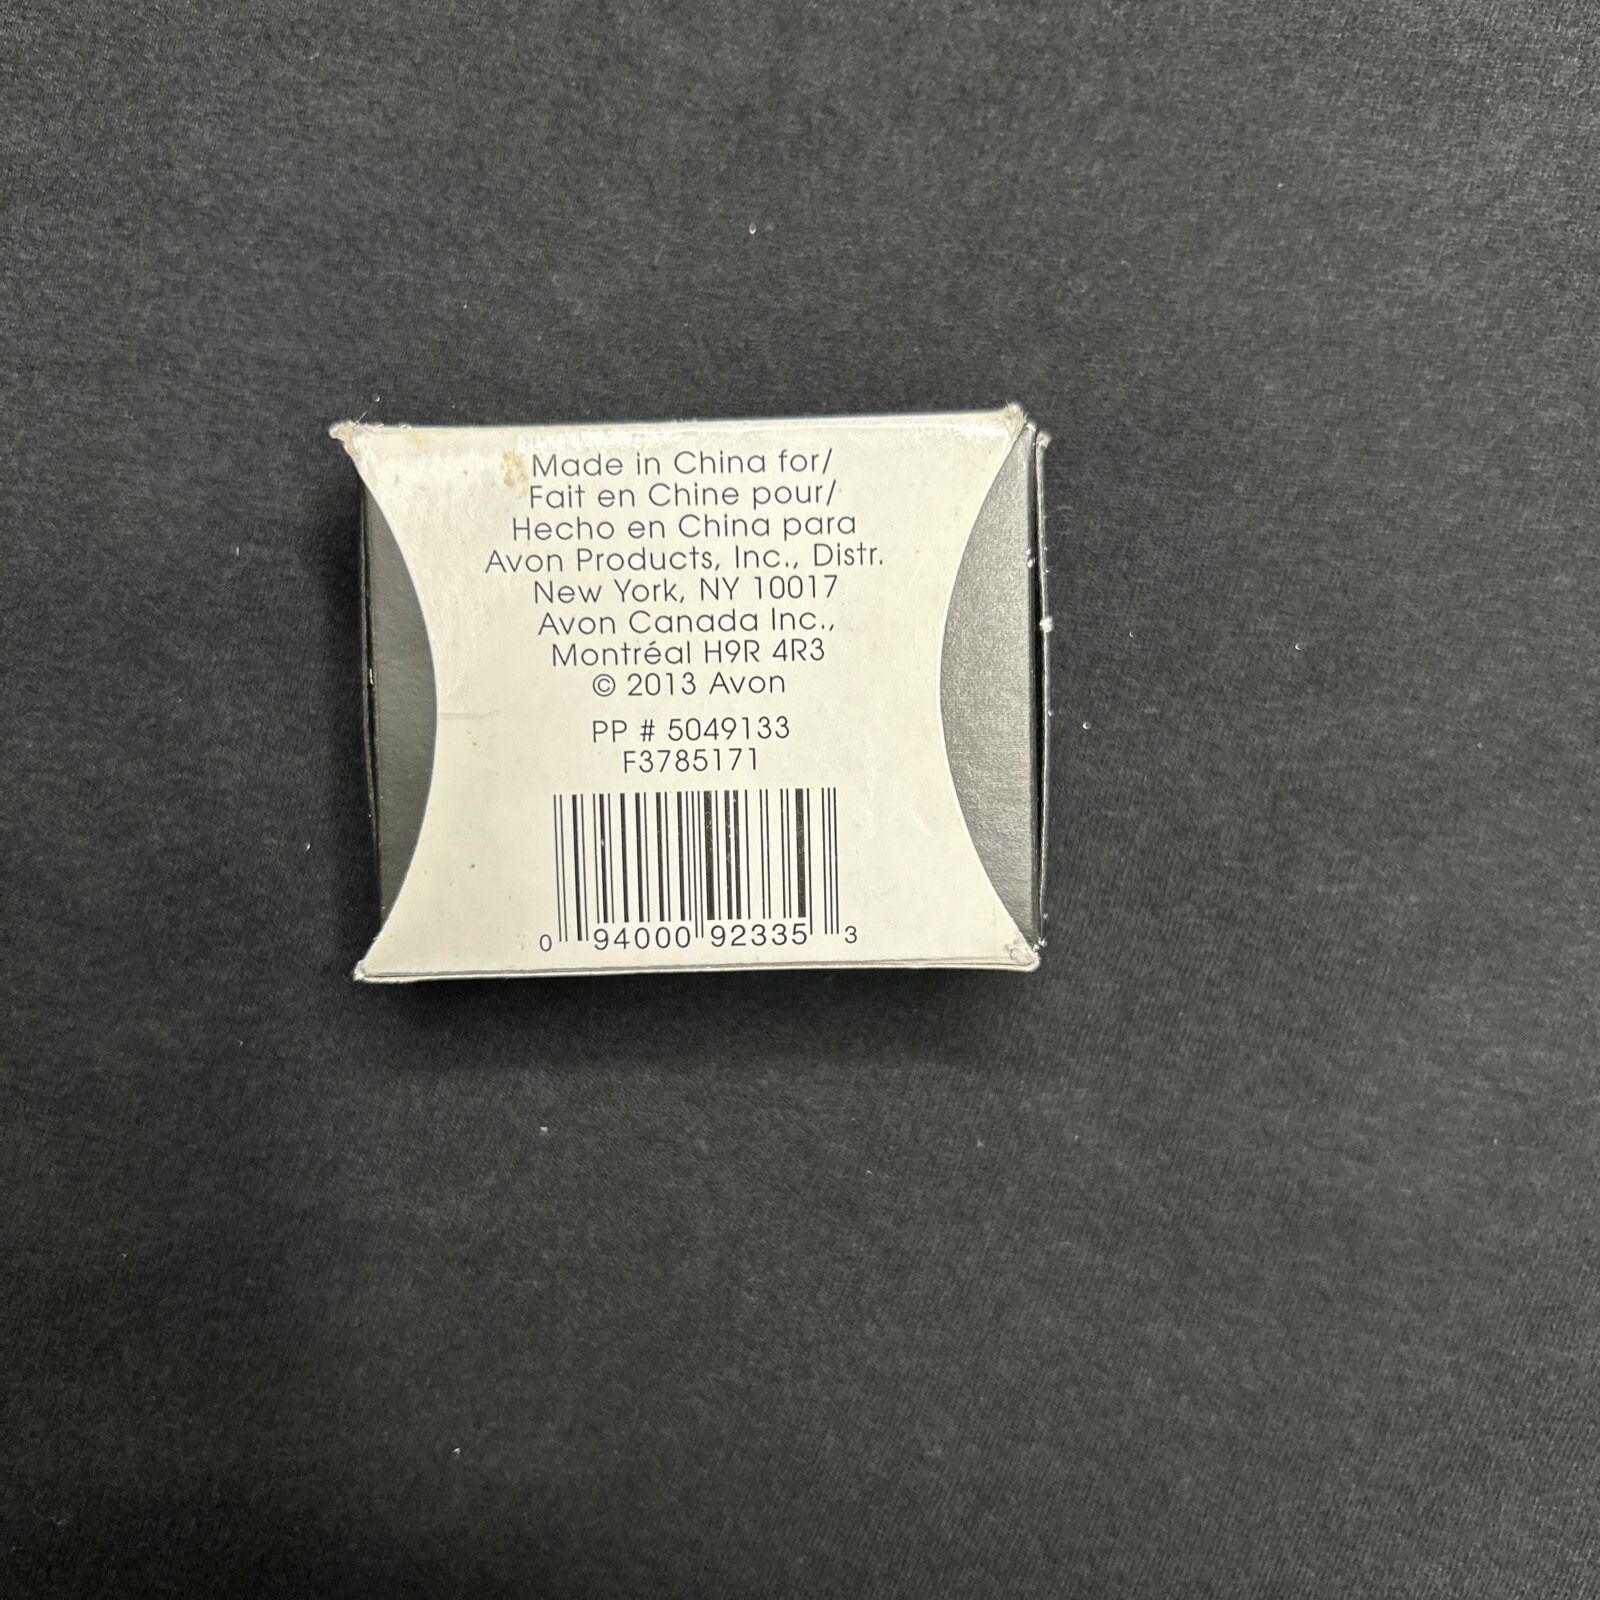 Made in China for/
Fait en Chine pour/
Hecho en China para
Avon Products, Inc., Distr.
New York, NY 10017
Avon Canada Inc.,
Montréal H9R 4R3
© 2013 Avon
PP # 5049133
F3785171
0 94000 92335 3